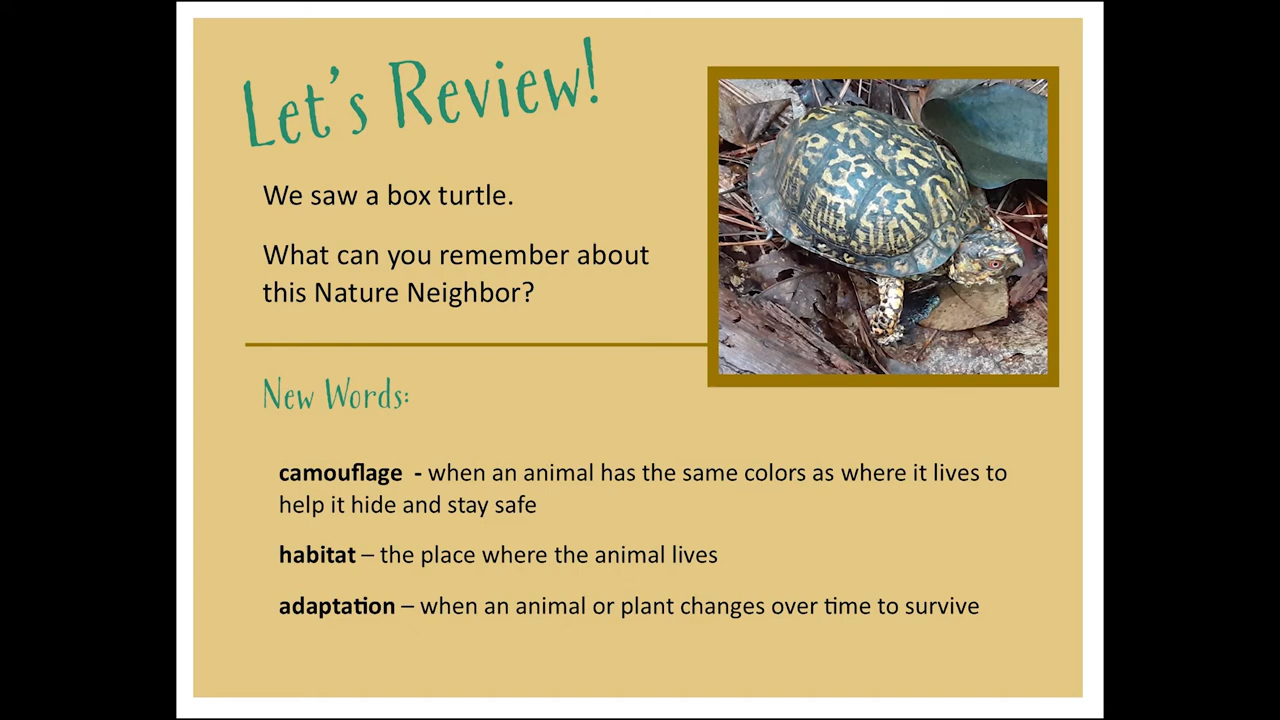 Let's Review!
We saw a box turtle.
What can you remember about
this Nature Neighbor?
New Words:
camouflage - when an animal has the same colors as where it lives to
help it hide and stay safe
habitat – the place where the animal lives
adaptation – when an animal or plant changes over time to survive